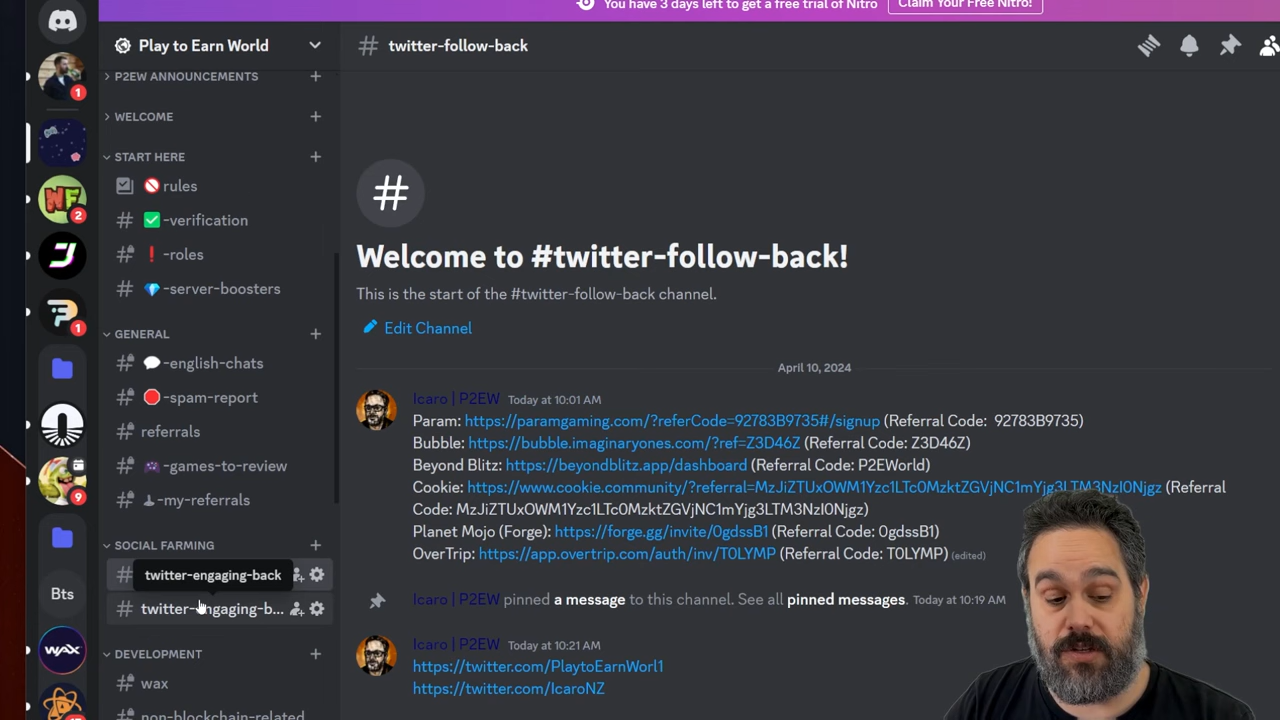 You have 3 days left to get a free trial of Nitro!
Claim Your Free Nitro!
Play to Earn World
P2EW ANNOUNCEMENTS
WELCOME
START HERE
rules
-verification
-roles
-server-boosters
GENERAL
-english-chats
-spam-report
referrals
-games-to-review
-my-referrals
SOCIAL FARMING
twitter-engaging-back
twitter-engaging-b...
DEVELOPMENT
wax
non-blockchain-related
1
WF
2
1
9
Bts
WAX
# twitter-follow-back
#
Welcome to #twitter-follow-back!
This is the start of the #twitter-follow-back channel.
Edit Channel
April 10, 2024
Icaro | P2EW Today at 10:01 AM
Param: https://paramgaming.com/?referCode=92783B9735#/signup (Referral Code: 92783B9735)
Bubble: https://bubble.imaginaryones.com/?ref=Z3D46Z (Referral Code: Z3D46Z)
Beyond Blitz: https://beyondblitz.app/dashboard (Referral Code: P2EWorld)
Cookie: https://www.cookie.community/?referral=MzJiZTUxOWM1Yzc1LTc0MzktZGVjNC1mYjg3LTM3NzI0Njgz (Referral
Code: MzJiZTUxOWM1Yzc1LTc0MzktZGVjNC1mYjg3LTM3NzI0Njgz)
Planet Mojo (Forge): https://forge.gg/invite/0gdssB1 (Referral Code: 0gdssB1)
OverTrip: https://app.overtrip.com/auth/inv/T0LYMP (Referral Code: T0LYMP) (edited)
Icaro | P2EW pinned a message to this channel. See all pinned messages. Today at 10:19 AM
Icaro | P2EW Today at 10:21 AM
https://twitter.com/PlaytoEarnWorl1
https://twitter.com/IcaroNZ